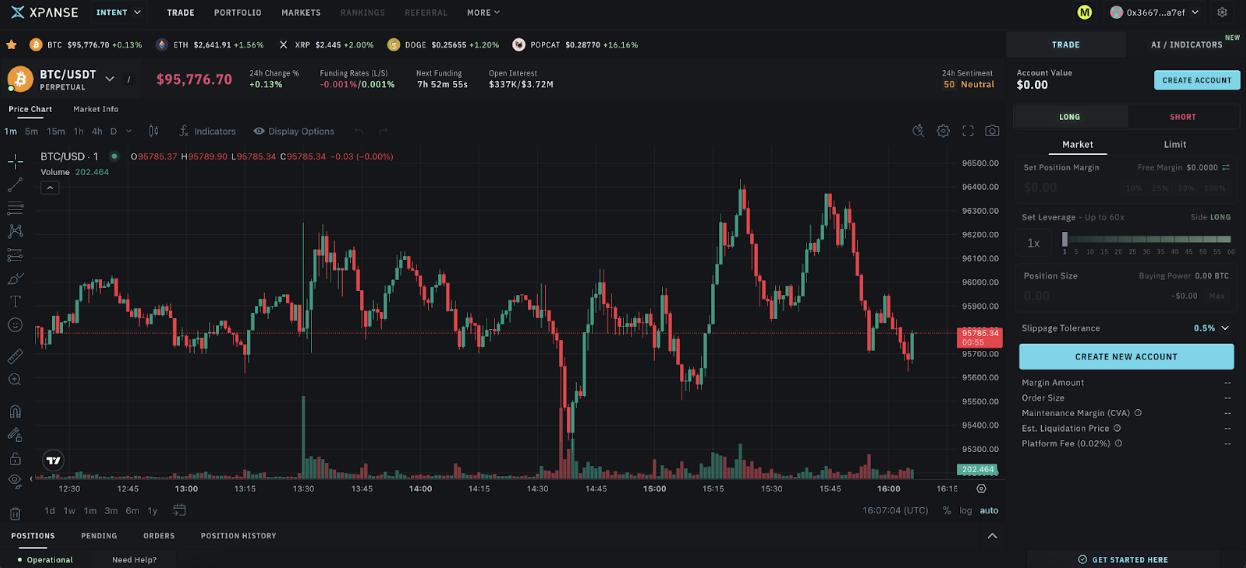 XPANSE INTENT TRADE PORTFOLIO MARKETS RANKINGS REFERRAL MORE M 0x3667...a7ef
BTC $95,776.70 +0.13% ETH $2,641.91 +1.56% XRP $2.445 +2.00% DOGE $0.25655 +1.20% POPCAT $0.28770 +16.16%
TRADE AI / INDICATORS NEW
BTC/USDT
PERPETUAL
/
$95,776.70
24h Change %
+0.13%
Funding Rates (L/S)
-0.001%/0.001%
Next Funding
7h 52m 55s
Open Interest
$337K/$3.72M
24h Sentiment
50 Neutral
Account Value
$0.00
CREATE ACCOUNT
Price Chart Market Info
1m 5m 15m 1h 4h D Indicators Display Options
BTC/USD · 1 O95785.37 H95789.90 L95785.34 C95785.34 -0.03 (-0.00%)
Volume 202.464
96500.00
96400.00
96300.00
96200.00
96100.00
96000.00
95900.00
95785.34
00:55
95700.00
95600.00
95500.00
95400.00
95300.00
202.464
12:30 12:45 13:00 13:15 13:30 13:45 14:00 14:15 14:30 14:45 15:00 15:15 15:30 15:45 16:00 16:15
1d 1w 1m 3m 6m 1y 16:07:04 (UTC) % log auto
LONG SHORT
Market Limit
Set Position Margin Free Margin $0.0000
$0.00 10% 25% 50% 100%
Set Leverage - Up to 60x Side LONG
1x
1 5 10 15 20 25 30 35 40 45 50 55 60
Position Size Buying Power 0.00 BTC
0.00 ~$0.00 Max
Slippage Tolerance 0.5%
CREATE NEW ACCOUNT
Margin Amount --
Order Size --
Maintenance Margin (CVA) --
Est. Liquidation Price --
Platform Fee (0.02%) --
POSITIONS PENDING ORDERS POSITION HISTORY
Operational Need Help? GET STARTED HERE